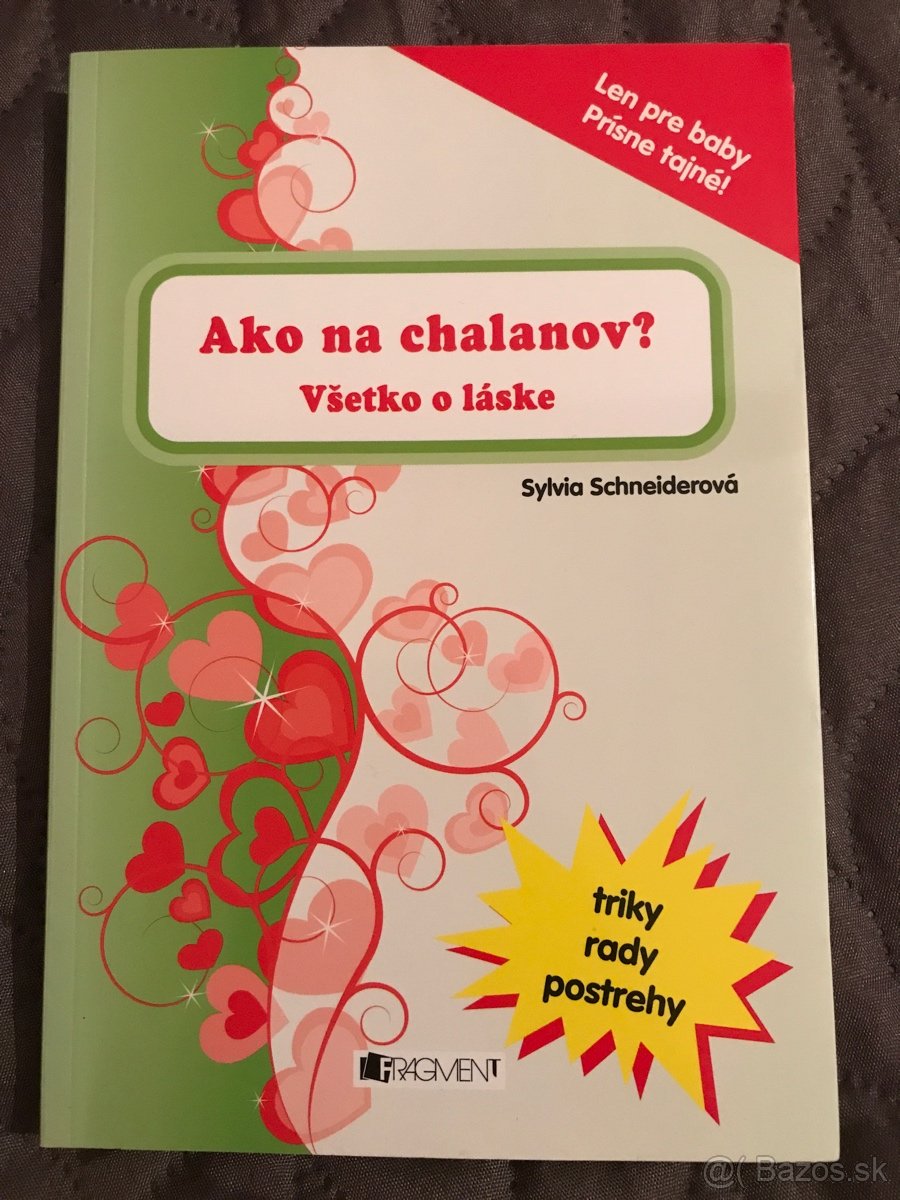 Len pre baby
Prísne tajné!
Ako na chalanov?
Všetko o láske
Sylvia Schneiderová
triky
rady
postrehy
FRAGMENT
@( Bazos.sk